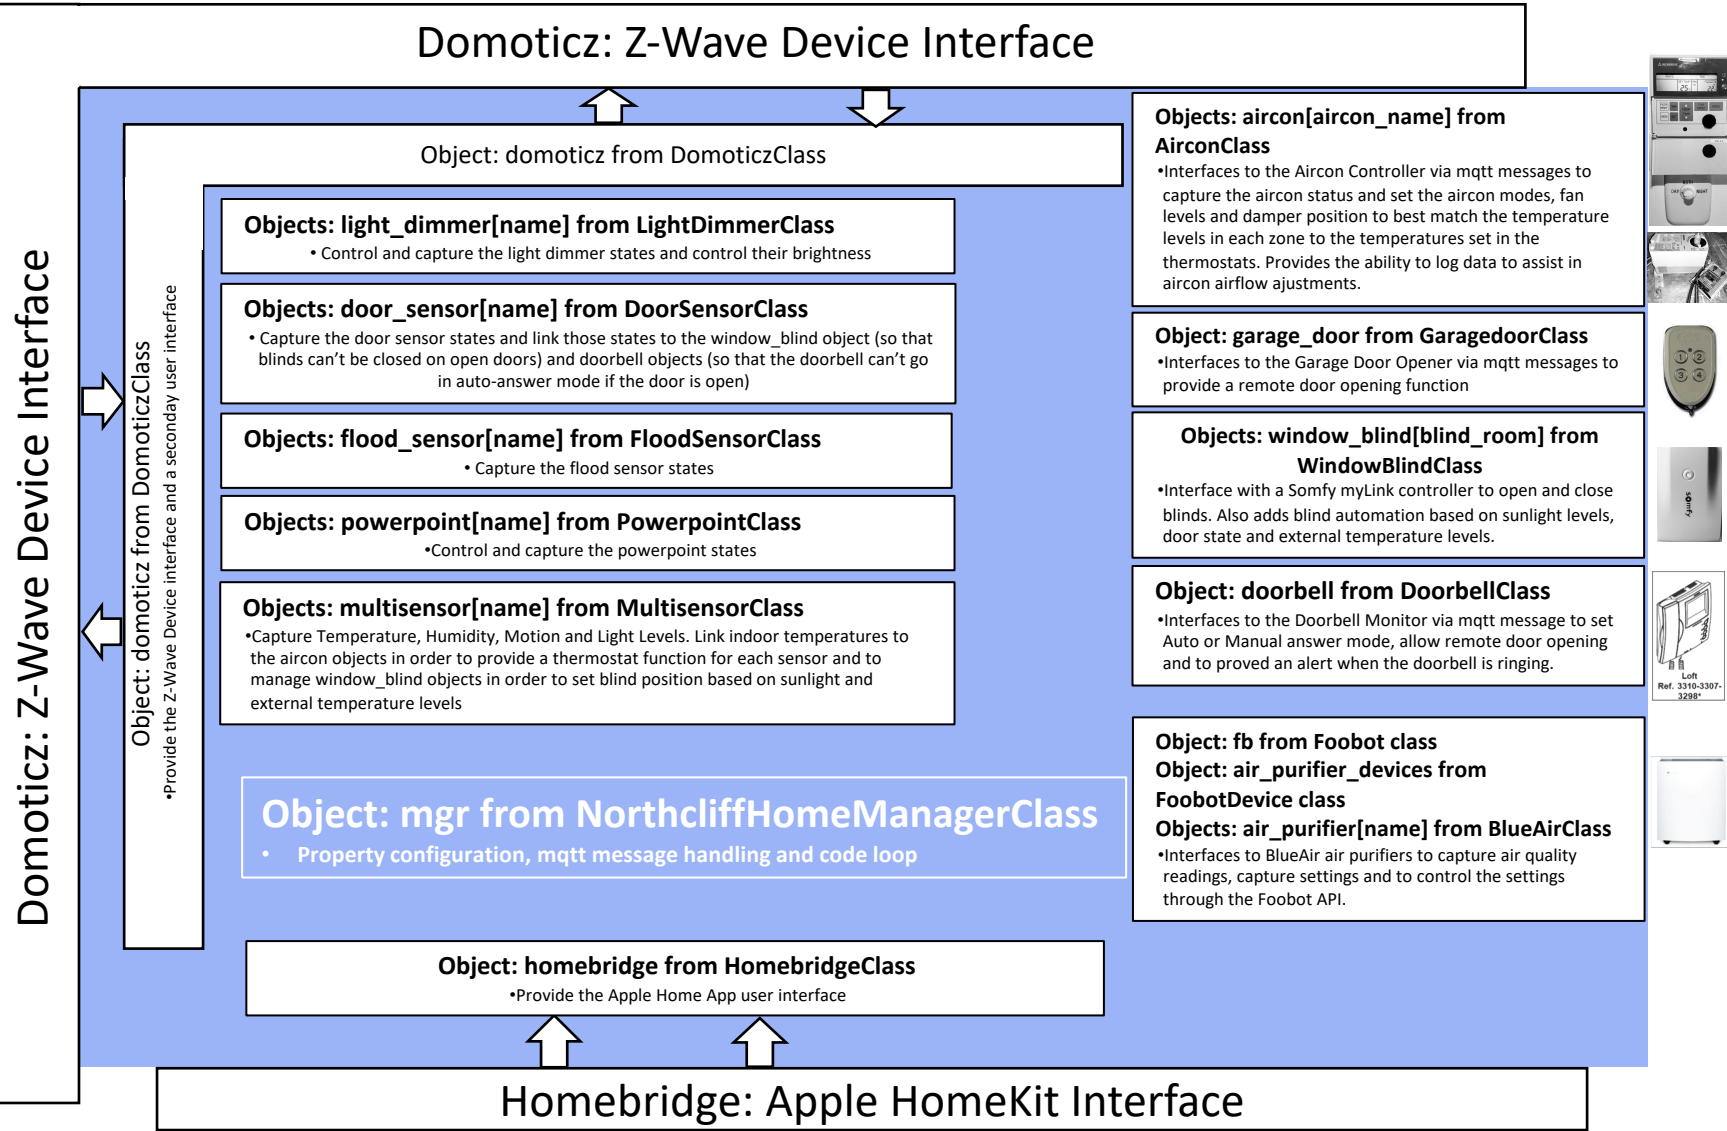 Domoticz: Z-Wave Device Interface
Domoticz: Z-Wave Device Interface
Object: domoticz from DomoticzClass
Object: domoticz from DomoticzClass
•Provide the Z-Wave Device interface and a seconday user interface
Objects: light_dimmer[name] from LightDimmerClass
• Control and capture the light dimmer states and control their brightness
Objects: door_sensor[name] from DoorSensorClass
• Capture the door sensor states and link those states to the window_blind object (so that
blinds can’t be closed on open doors) and doorbell objects (so that the doorbell can’t go
in auto-answer mode if the door is open)
Objects: flood_sensor[name] from FloodSensorClass
• Capture the flood sensor states
Objects: powerpoint[name] from PowerpointClass
•Control and capture the powerpoint states
Objects: multisensor[name] from MultisensorClass
•Capture Temperature, Humidity, Motion and Light Levels. Link indoor temperatures to
the aircon objects in order to provide a thermostat function for each sensor and to
manage window_blind objects in order to set blind position based on sunlight and
external temperature levels
Object: mgr from NorthcliffHomeManagerClass
• Property configuration, mqtt message handling and code loop
Object: homebridge from HomebridgeClass
•Provide the Apple Home App user interface
Objects: aircon[aircon_name] from
AirconClass
•Interfaces to the Aircon Controller via mqtt messages to
capture the aircon status and set the aircon modes, fan
levels and damper position to best match the temperature
levels in each zone to the temperatures set in the
thermostats. Provides the ability to log data to assist in
aircon airflow ajustments.
Object: garage_door from GaragedoorClass
•Interfaces to the Garage Door Opener via mqtt messages to
provide a remote door opening function
Objects: window_blind[blind_room] from
WindowBlindClass
•Interface with a Somfy myLink controller to open and close
blinds. Also adds blind automation based on sunlight levels,
door state and external temperature levels.
Object: doorbell from DoorbellClass
•Interfaces to the Doorbell Monitor via mqtt message to set
Auto or Manual answer mode, allow remote door opening
and to proved an alert when the doorbell is ringing.
Object: fb from Foobot class
Object: air_purifier_devices from
FoobotDevice class
Objects: air_purifier[name] from BlueAirClass
•Interfaces to BlueAir air purifiers to capture air quality
readings, capture settings and to control the settings
through the Foobot API.
25
NIGHT
1 2
3 4
somfy
Loft
Ref. 3310-3307-
3298*
Homebridge: Apple HomeKit Interface